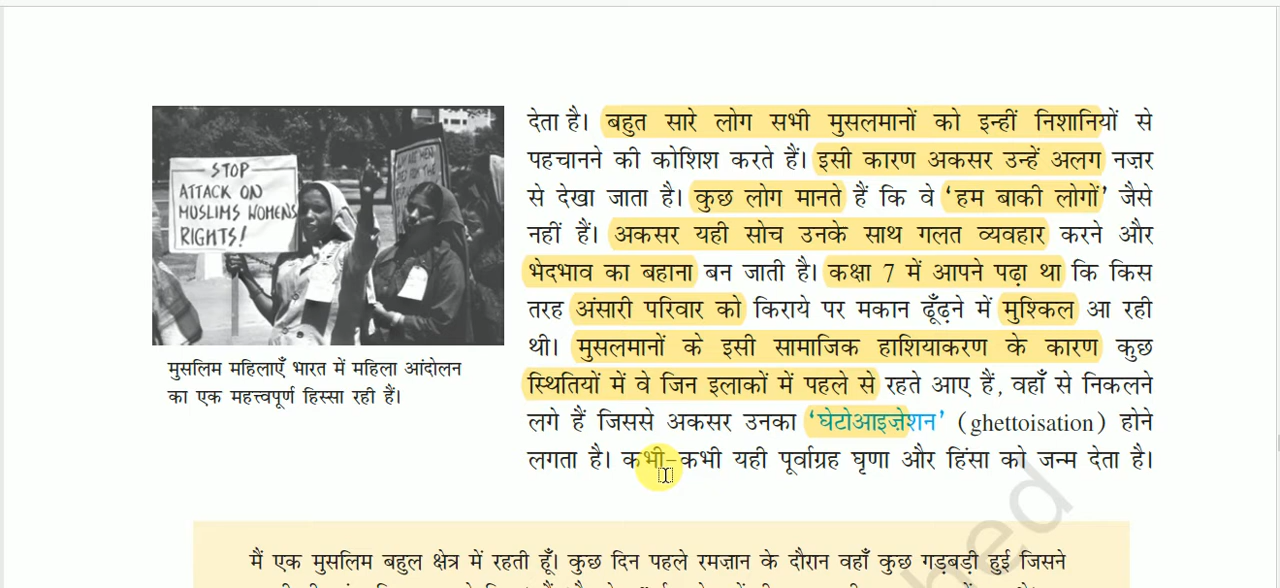 STOP
ATTACK ON
MUSLIMS WOMENS
RIGHTS!
मुसलिम महिलाएँ भारत में महिला आंदोलन
का एक महत्त्वपूर्ण हिस्सा रही हैं।
देता है। बहुत सारे लोग सभी मुसलमानों को इन्हीं निशानियों से
पहचानने की कोशिश करते हैं। इसी कारण अकसर उन्हें अलग नज़र
से देखा जाता है। कुछ लोग मानते हैं कि वे ‘हम बाकी लोगों’ जैसे
नहीं हैं। अकसर यही सोच उनके साथ गलत व्यवहार करने और
भेदभाव का बहाना बन जाती है। कक्षा 7 में आपने पढ़ा था कि किस
तरह अंसारी परिवार को किराये पर मकान ढूँढ़ने में मुश्किल आ रही
थी। मुसलमानों के इसी सामाजिक हाशियाकरण के कारण कुछ
स्थितियों में वे जिन इलाकों में पहले से रहते आए हैं, वहाँ से निकलने
लगे हैं जिससे अकसर उनका ‘घेटोआइज़ेशन’ (ghettoisation) होने
लगता है। कभी-कभी यही पूर्वाग्रह घृणा और हिंसा को जन्म देता है।
मैं एक मुसलिम बहुल क्षेत्र में रहती हूँ। कुछ दिन पहले रमज़ान के दौरान वहाँ कुछ गड़बड़ी हुई जिसने